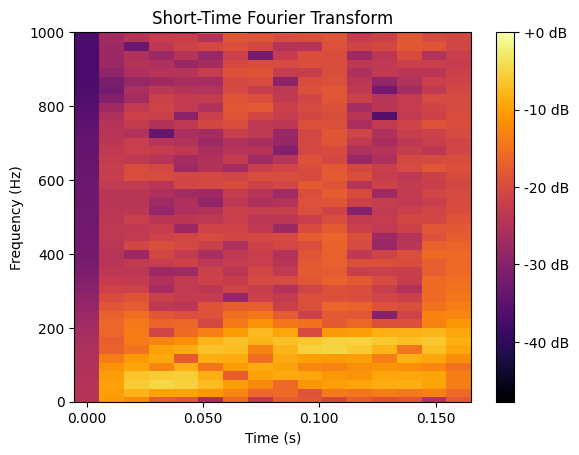 Short-Time Fourier Transform
1000
800
600
400
200
0
Frequency (Hz)
0.000
0.050
0.100
0.150
Time (s)
+0 dB
-10 dB
-20 dB
-30 dB
-40 dB